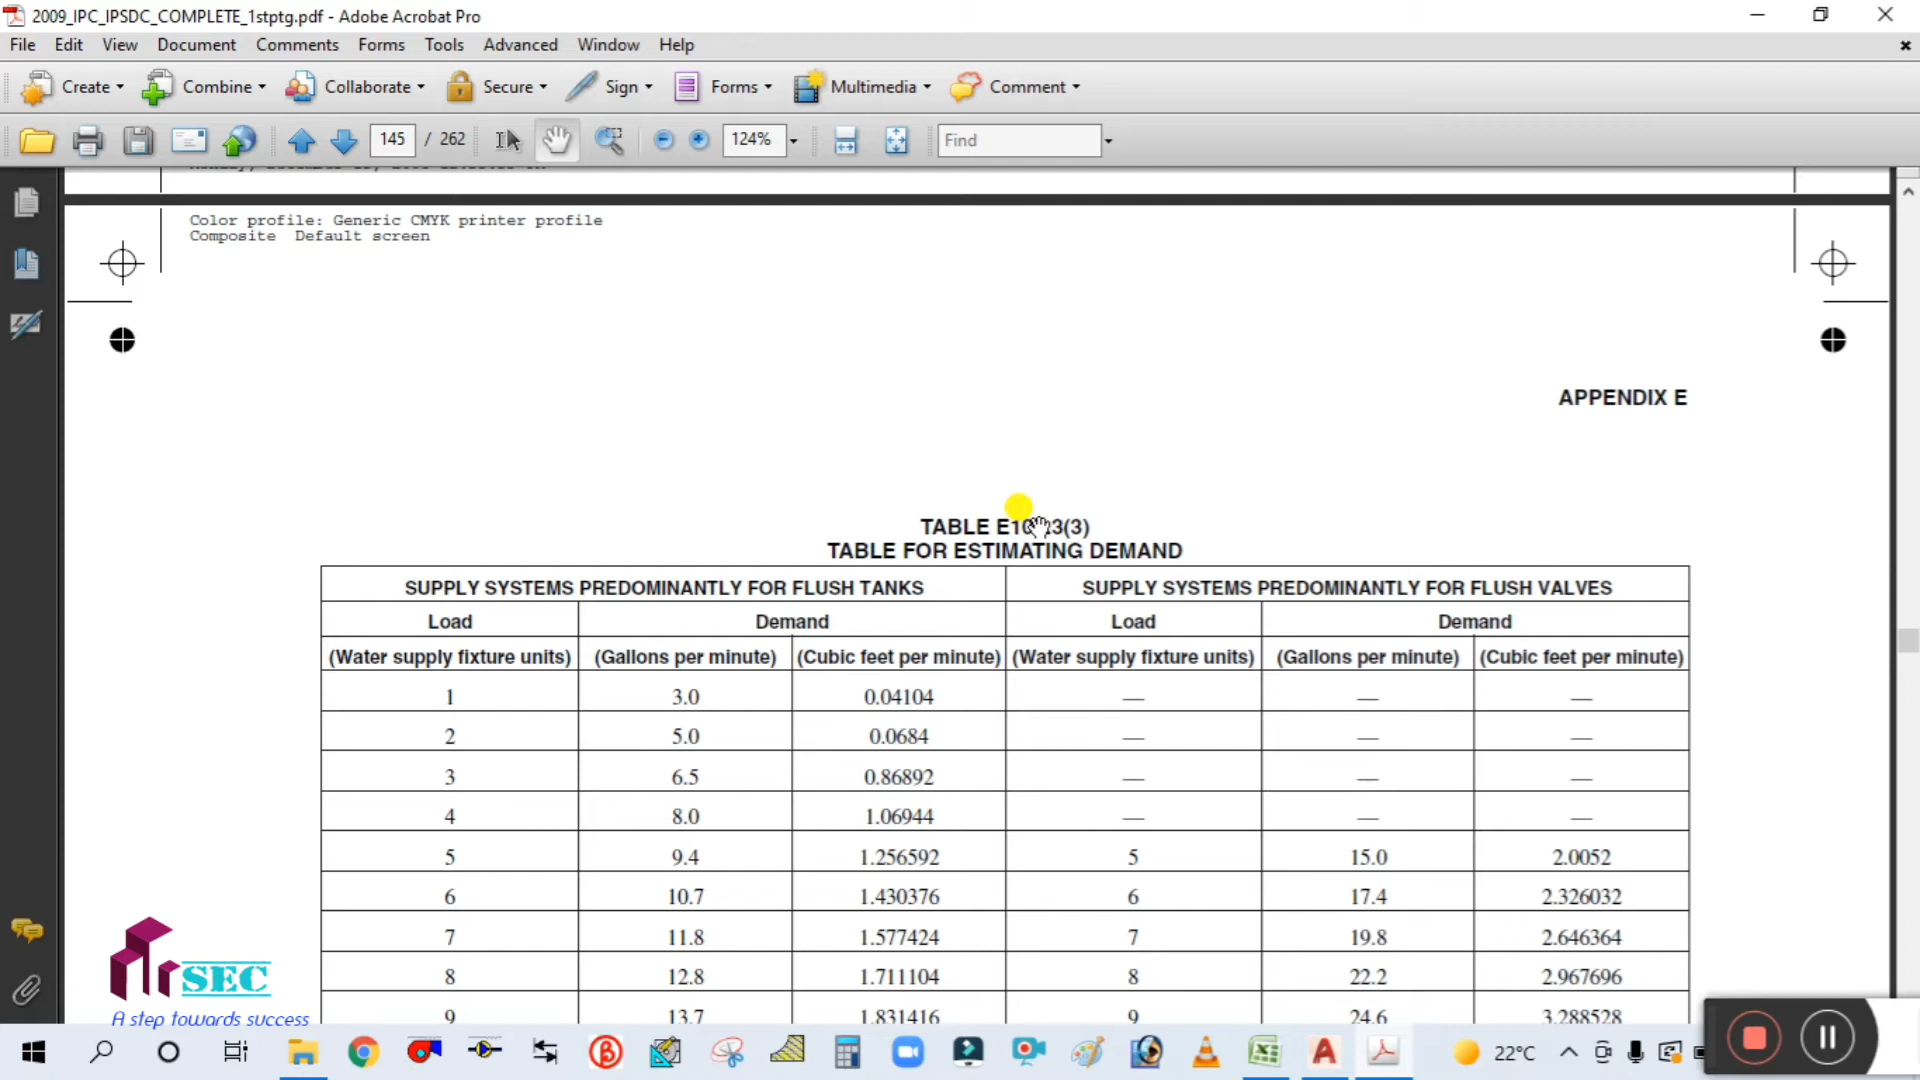 2009_IPC_IPSDC_COMPLETE_1stptg.pdf - Adobe Acrobat Pro
File Edit View Document Comments Forms Tools Advanced Window Help
Create Combine Collaborate Secure Sign Forms Multimedia Comment
145 / 262 124% Find
Color profile: Generic CMYK printer profile
Composite Default screen
APPENDIX E
TABLE
TABLE FOR ESTIMATING DEMAND
SUPPLY SYSTEMS PREDOMINANTLY FOR FLUSH TANKS SUPPLY SYSTEMS PREDOMINANTLY FOR FLUSH VALVES
Load Demand Load Demand
(Water supply fixture units) (Gallons per minute) (Cubic feet per minute) (Water supply fixture units) (Gallons per minute) (Cubic feet per minute)
1 3.0 0.04104 — — —
2 5.0 0.0684 — — —
3 6.5 0.86892 — — —
4 8.0 1.06944 — — —
5 9.4 1.256592 5 15.0 2.0052
6 10.7 1.430376 6 17.4 2.326032
7 11.8 1.577424 7 19.8 2.646364
8 12.8 1.711104 8 22.2 2.967696
9 13.7 1.831416 9 24.6 3.288528
SEC
A step towards success
22°C